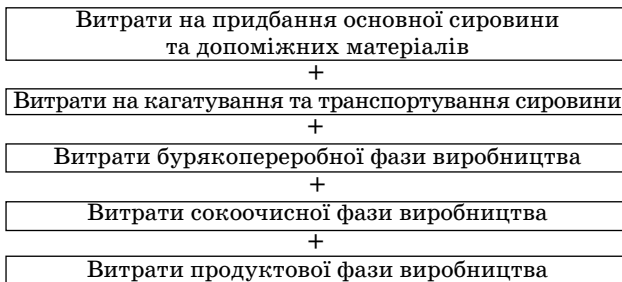 Витрати на придбання основної сировини
та допоміжних матеріалів
+
Витрати на кагатування та транспортування сировини
+
Витрати бурякопереробної фази виробництва
+
Витрати сокоочисної фази виробництва
+
Витрати продуктової фази виробництва